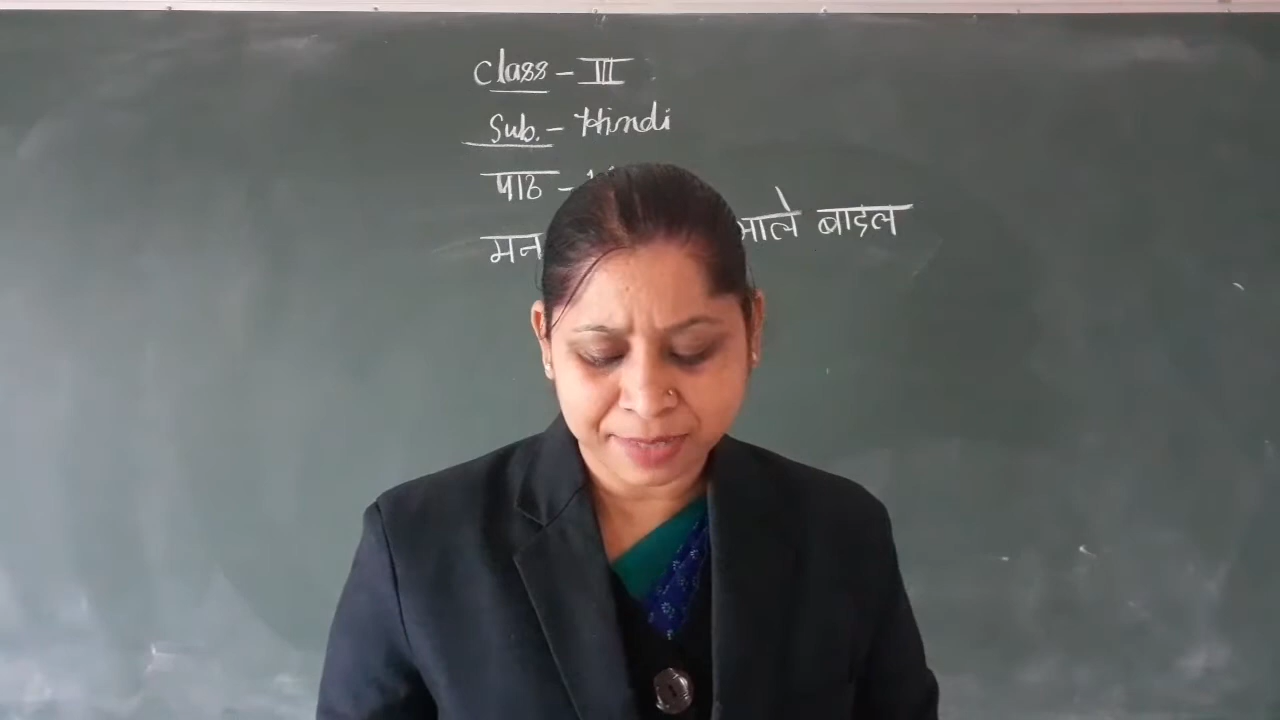 Class - III
Sub. - Hindi
पाठ -
मन वाले बादल